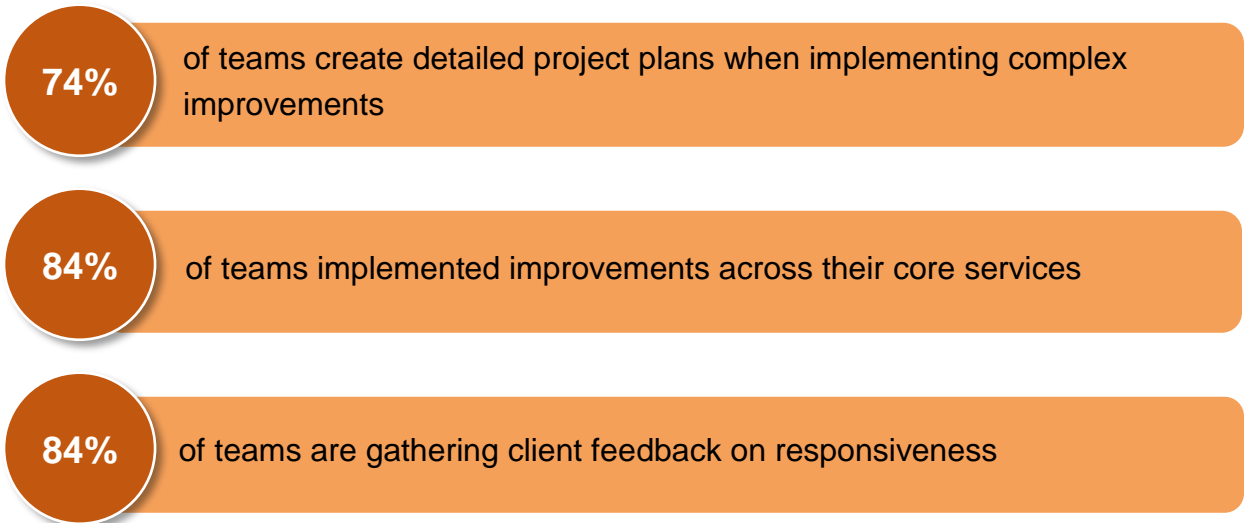 74%
of teams create detailed project plans when implementing complex
improvements
84%
of teams implemented improvements across their core services
84%
of teams are gathering client feedback on responsiveness